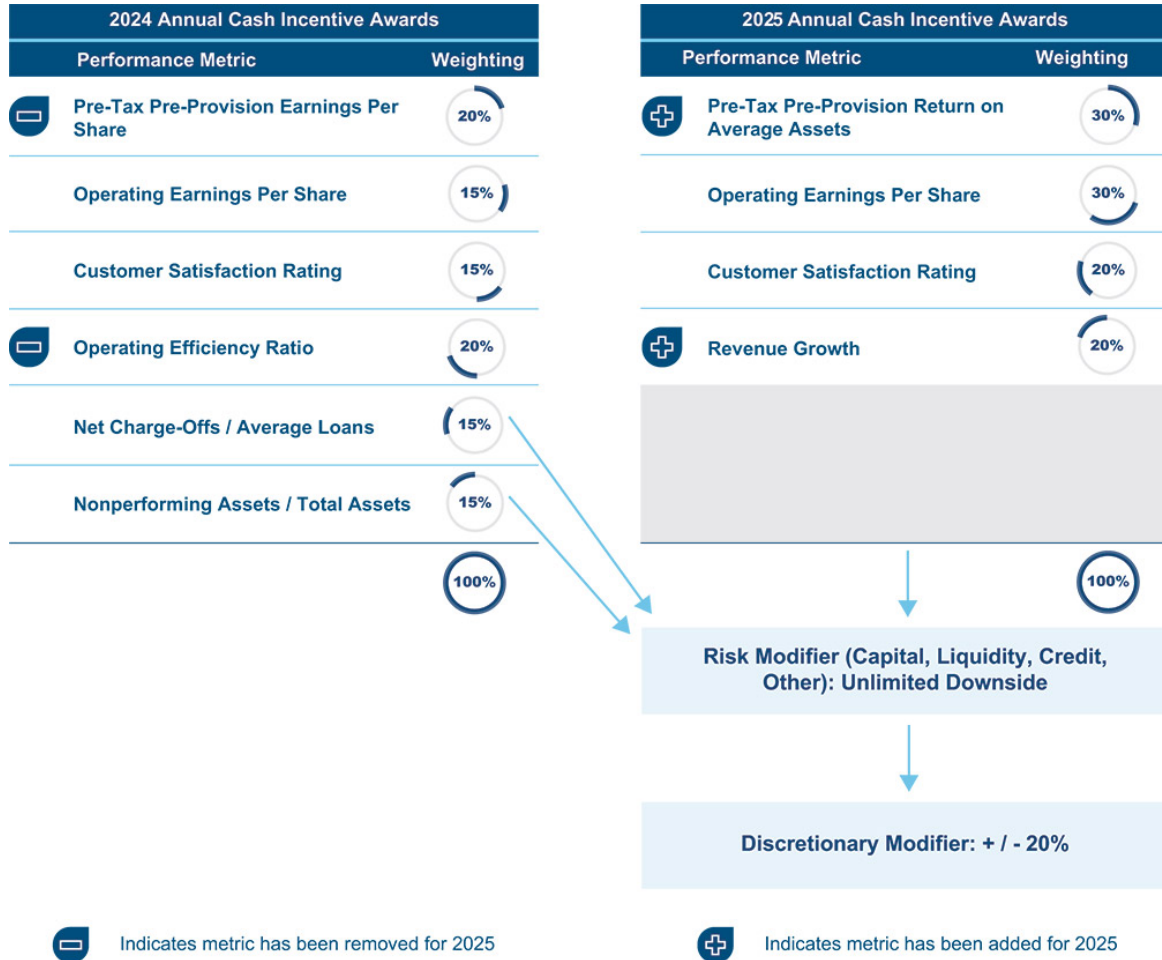 2024 Annual Cash Incentive Awards
Performance Metric Weighting
Pre-Tax Pre-Provision Earnings Per
Share
20%
Operating Earnings Per Share 15%
Customer Satisfaction Rating 15%
Operating Efficiency Ratio 20%
Net Charge-Offs / Average Loans 15%
Nonperforming Assets / Total Assets 15%
100%
2025 Annual Cash Incentive Awards
Performance Metric Weighting
Pre-Tax Pre-Provision Return on
Average Assets
30%
Operating Earnings Per Share 30%
Customer Satisfaction Rating 20%
Revenue Growth 20%
100%
Risk Modifier (Capital, Liquidity, Credit,
Other): Unlimited Downside
Discretionary Modifier: + / - 20%
Indicates metric has been removed for 2025
Indicates metric has been added for 2025